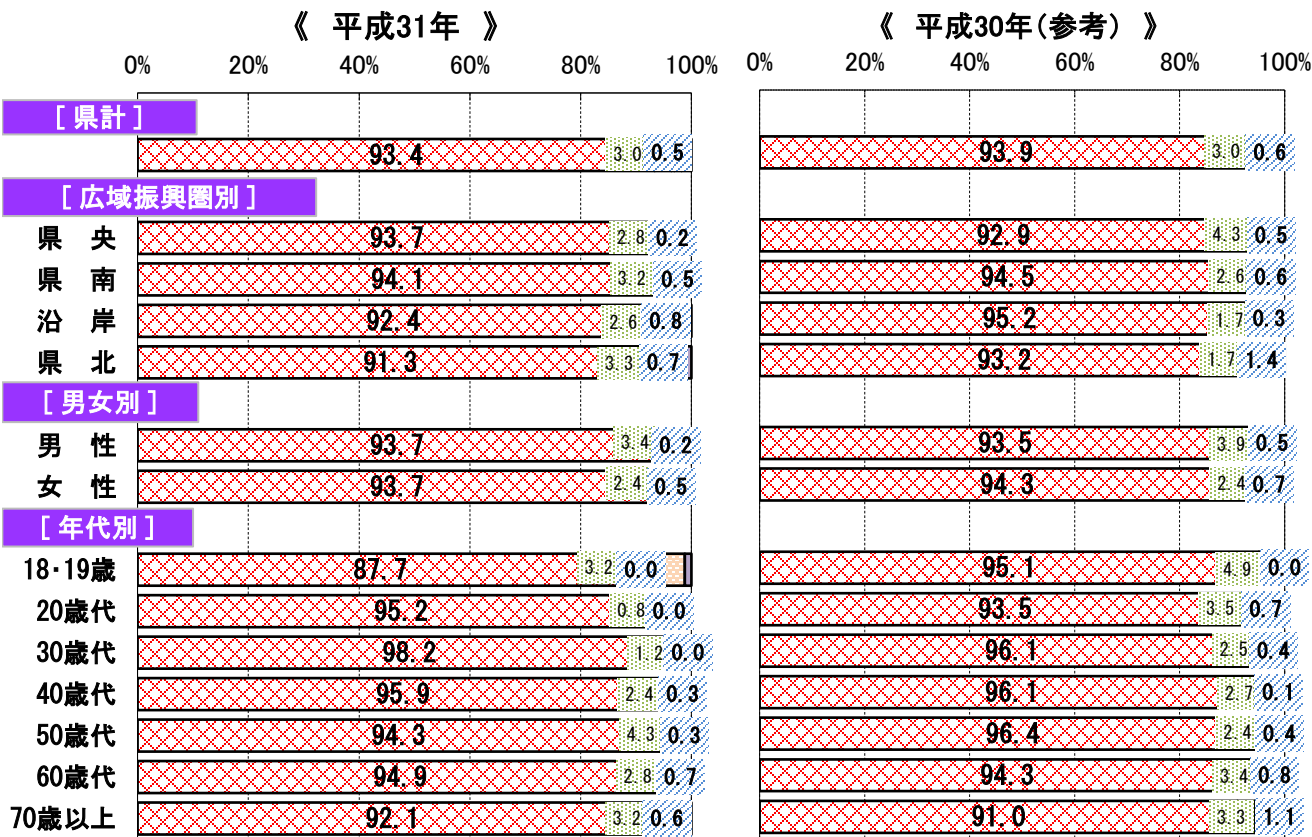 《 平成31年 》 《 平成30年(参考) 》
0% 20% 40% 60% 80% 100% 0% 20% 40% 60% 80% 100%
[ 県計 ]
93.4 3.0 0.5 93.9 3.0 0.6
[ 広域振興圏別 ]
県 央 93.7 2.8 0.2 92.9 4.3 0.5
県 南 94.1 3.2 0.5 94.5 2.6 0.6
沿 岸 92.4 2.6 0.8 95.2 1.7 0.3
県 北 91.3 3.3 0.7 93.2 1.7 1.4
[ 男女別 ]
男 性 93.7 3.4 0.2 93.5 3.9 0.5
女 性 93.7 2.4 0.5 94.3 2.4 0.7
[ 年代別 ]
18・19歳 87.7 3.2 0.0 95.1 4.9 0.0
20歳代 95.2 0.8 0.0 93.5 3.5 0.7
30歳代 98.2 1.2 0.0 96.1 2.5 0.4
40歳代 95.9 2.4 0.3 96.1 2.7 0.1
50歳代 94.3 4.3 0.3 96.4 2.4 0.4
60歳代 94.9 2.8 0.7 94.3 3.4 0.8
70歳以上 92.1 3.2 0.6 91.0 3.3 1.1